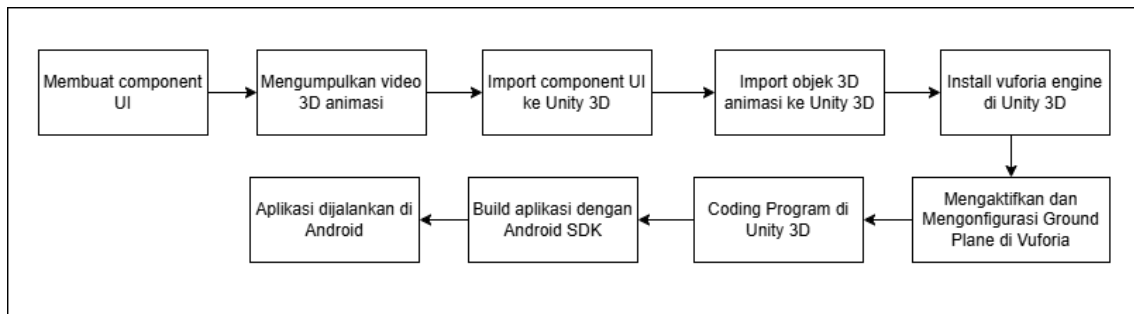 Membuat component
UI
Mengumpulkan video
3D animasi
Import component UI
ke Unity 3D
Import objek 3D
animasi ke Unity 3D
Install vuforia engine
di Unity 3D
Mengaktifkan dan
Mengonfigurasi Ground
Plane di Vuforia
Coding Program di
Unity 3D
Build aplikasi dengan
Android SDK
Aplikasi dijalankan di
Android